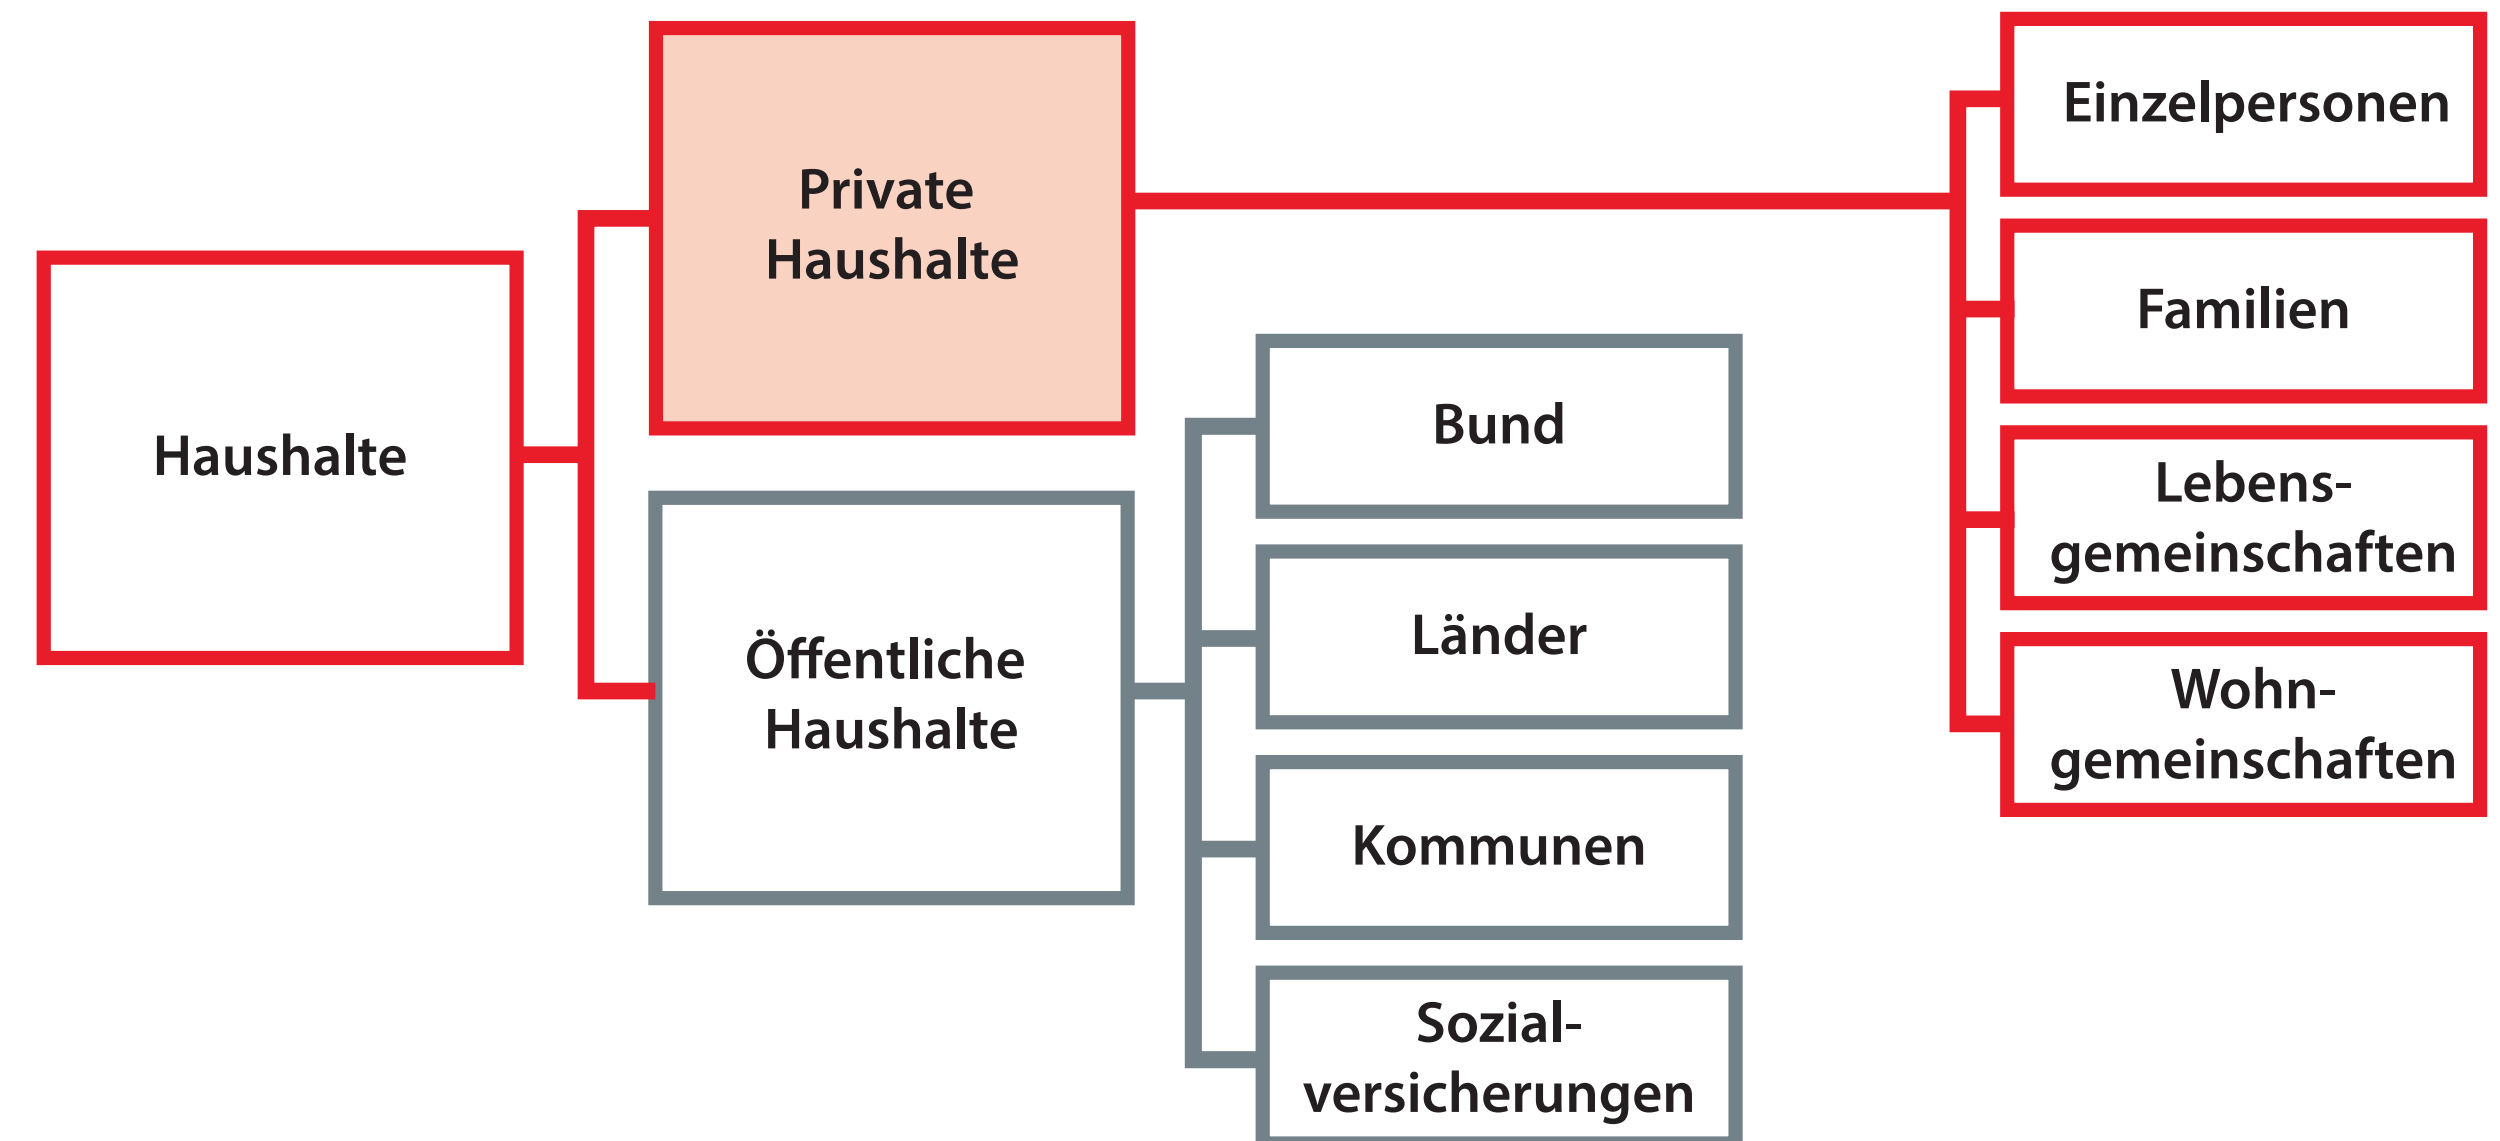 Haushalte
Private
Haushalte
Öffentliche
Haushalte
Bund
Länder
Kommunen
Sozial-
versicherungen
Einzelpersonen
Familien
Lebens-
gemeinschaften
Wohn-
gemeinschaften